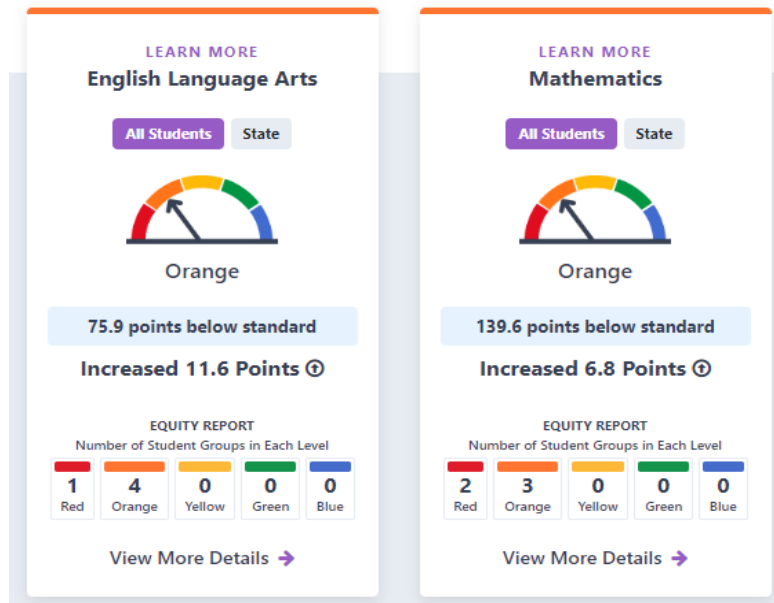 LEARN MORE
English Language Arts
All Students State
Orange
75.9 points below standard
Increased 11.6 Points
EQUITY REPORT
Number of Student Groups in Each Level
1 4 0 0 0
Red Orange Yellow Green Blue
View More Details
LEARN MORE
Mathematics
All Students State
Orange
139.6 points below standard
Increased 6.8 Points
EQUITY REPORT
Number of Student Groups in Each Level
2 3 0 0 0
Red Orange Yellow Green Blue
View More Details